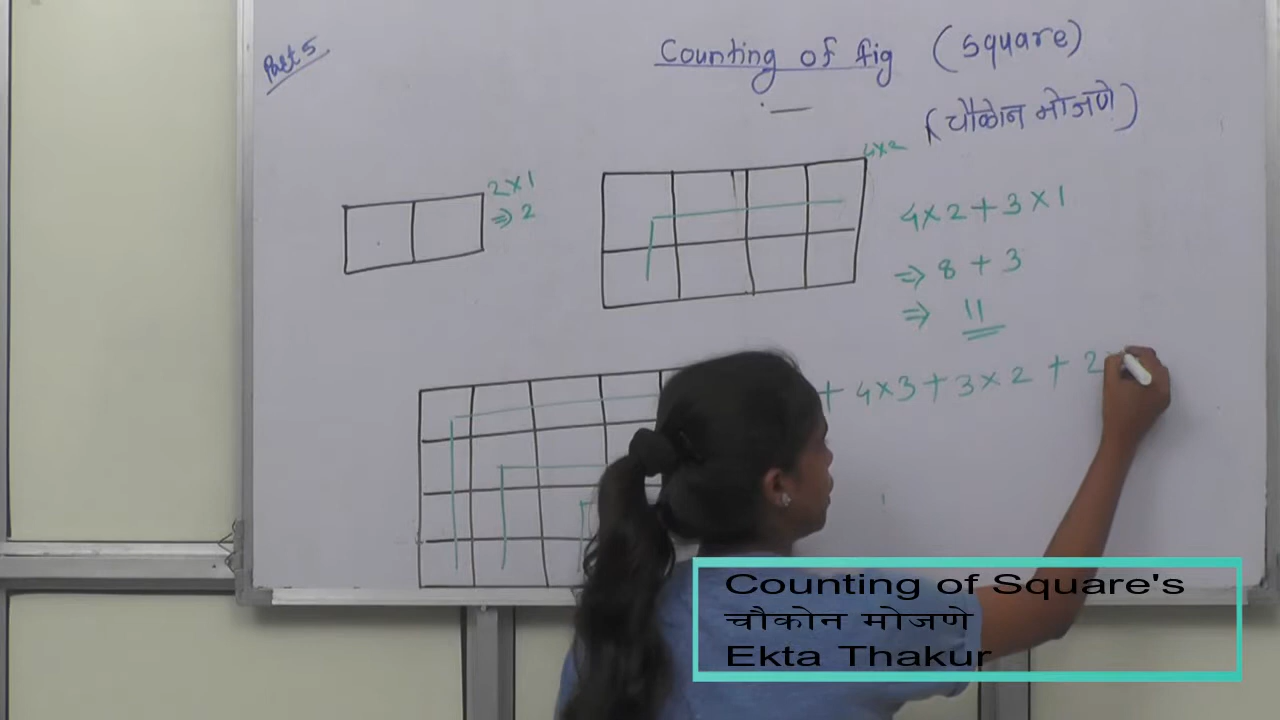 Part 5
Counting of fig (square)
(चौकोन मोजणे)
2×1
⇒ 2
4×2
4×2+3×1
⇒ 8 + 3
⇒ 11
+ 4×3+3×2 + 2
Counting of Square's
चौकोन मोजणे
Ekta Thakur